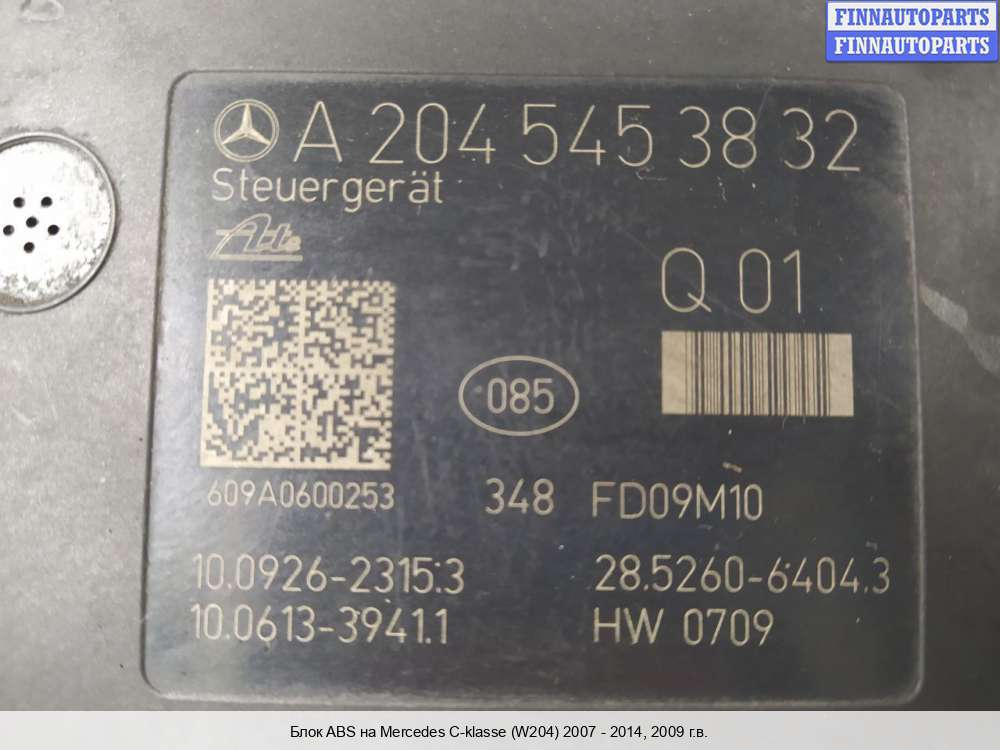 FINNAUTOPARTS
FINNAUTOPARTS
A 204 545 38 32
Steuergerät
Ate
Q 01
085
609A0600253
348 FD09M10
10.0926-2315.3 28.5260-6404.3
10.0613-3941.1 HW 0709
Блок ABS на Mercedes C-klasse (W204) 2007 - 2014, 2009 г.в.